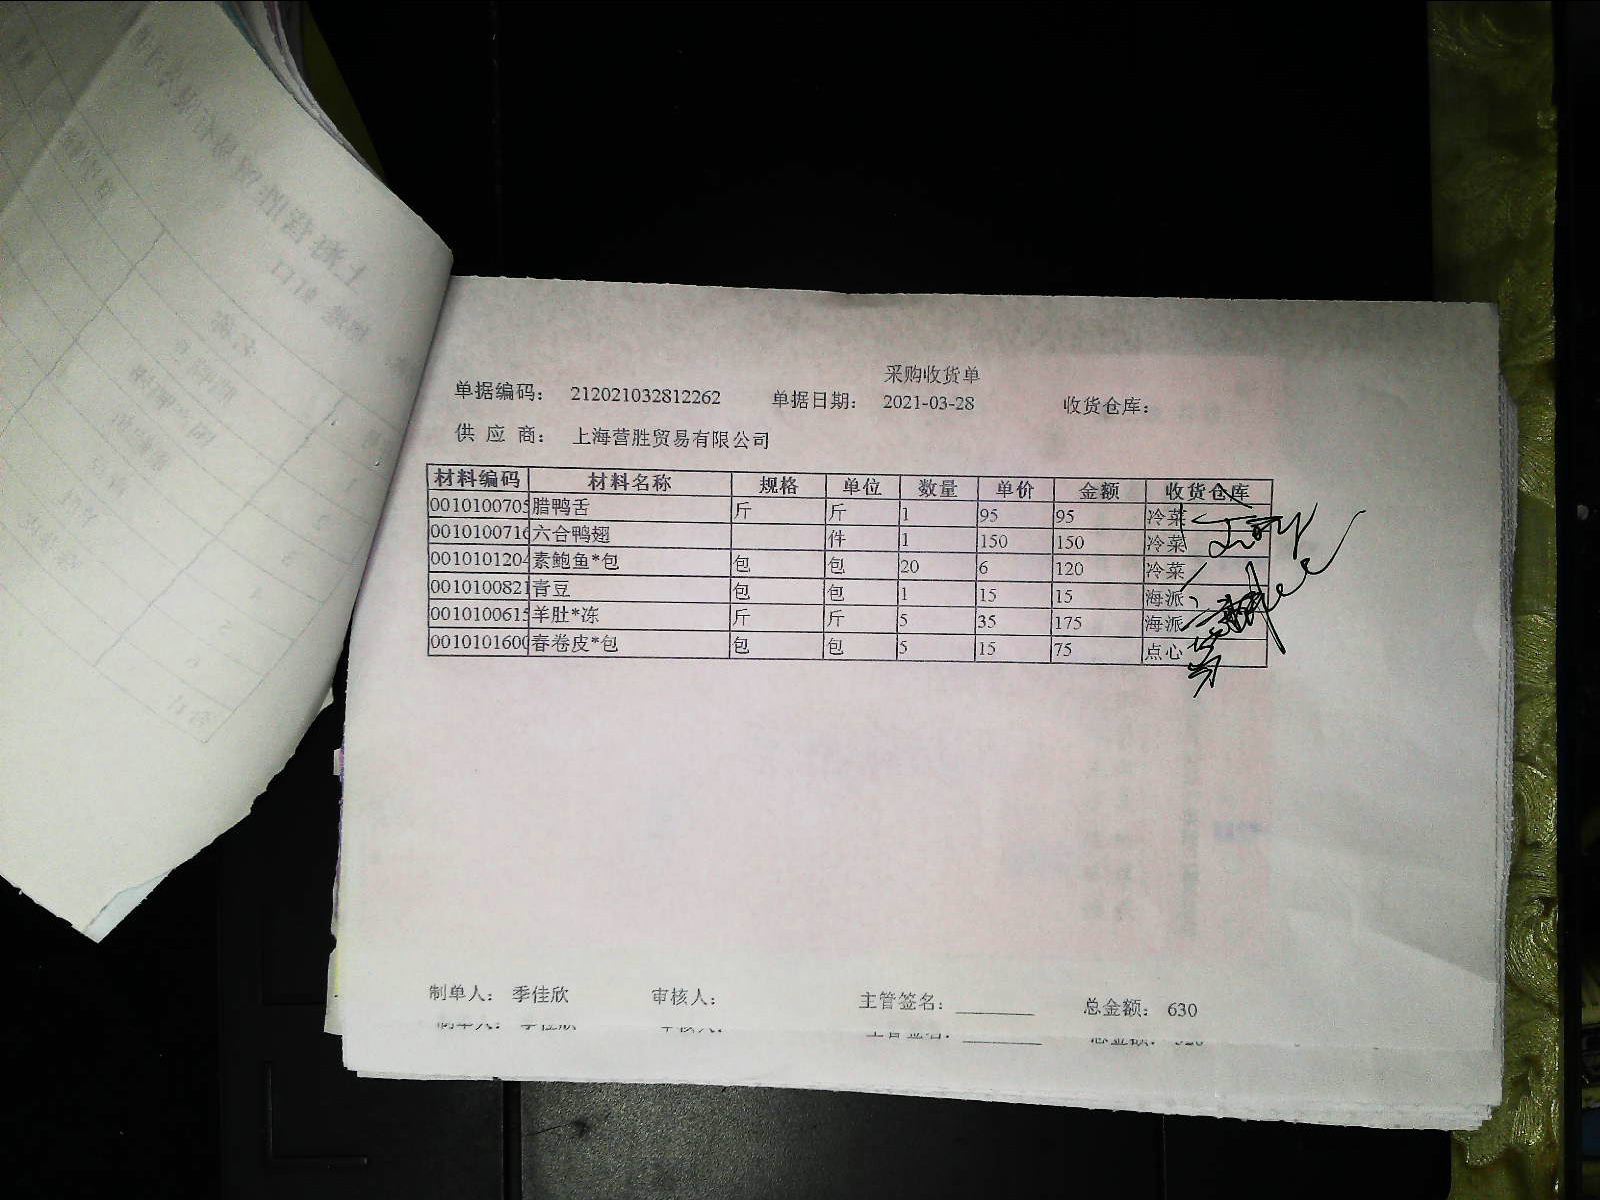 采购收货单
单据编码： 212021032812262 单据日期： 2021-03-28 收货仓库：
供 应 商： 上海营胜贸易有限公司
材料编码 材料名称 规格 单位 数量 单价 金额 收货仓库
0010100705 腊鸭舌 斤 斤 1 95 95 冷菜
0010100716 六合鸭翅 件 1 150 150 冷菜
0010101204 素鲍鱼*包 包 包 20 6 120 冷菜
0010100821 青豆 包 包 1 15 15 海派
0010100615 羊肚*冻 斤 斤 5 35 175 海派
0010101600 春卷皮*包 包 包 5 15 75 点心
制单人： 季佳欣 审核人： 主管签名： ________ 总金额： 630